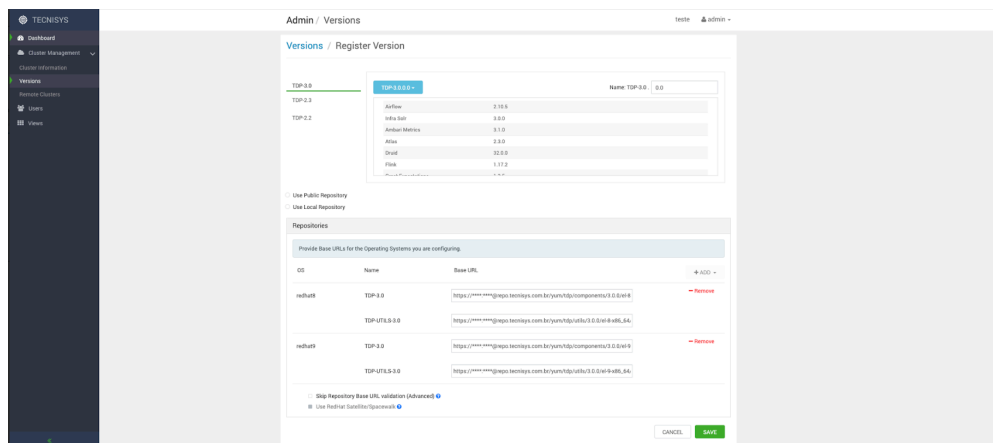 TECNISYS
Admin / Versions
teste
admin
Dashboard
Cluster Management
Cluster Information
Versions
Remote Clusters
Users
Views
Versions / Register Version
TDP-3.0
TDP-2.3
TDP-2.2
TDP-3.0.0.0
Name: TDP-3.0 . 0.0
Airflow 2.10.5
Infra Solr 3.0.0
Ambari Metrics 3.1.0
Atlas 2.3.0
Druid 32.0.0
Flink 1.17.2
Use Public Repository
Use Local Repository
Repositories
Provide Base URLs for the Operating Systems you are configuring.
OS Name Base URL + ADD
redhat8 TDP-3.0 https://****:****@repo.tecnisys.com.br/yum/tdp/components/3.0.0/el-8 Remove
TDP-UTILS-3.0 https://****:****@repo.tecnisys.com.br/yum/tdp/utils/3.0.0/el-8-x86_64/
redhat9 TDP-3.0 https://****:****@repo.tecnisys.com.br/yum/tdp/components/3.0.0/el-9 Remove
TDP-UTILS-3.0 https://****:****@repo.tecnisys.com.br/yum/tdp/utils/3.0.0/el-9-x86_64/
Skip Repository Base URL validation (Advanced)
Use RedHat Satellite/Spacewalk
CANCEL SAVE